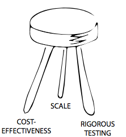 SCALE
COST-
EFFECTIVENESS
RIGOROUS
TESTING